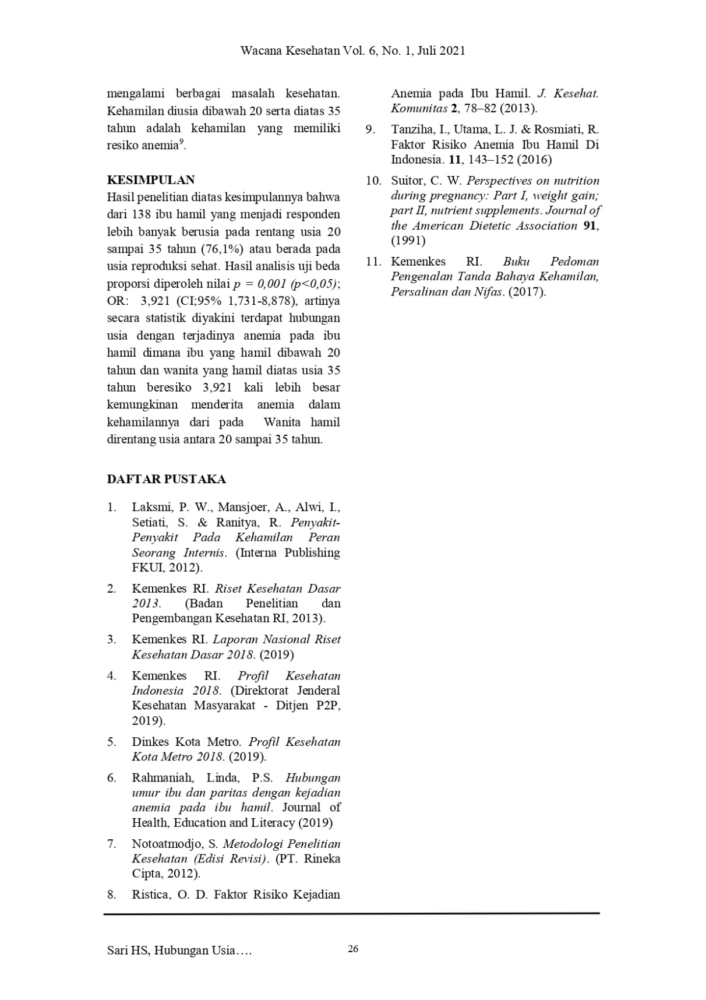 Wacana Kesehatan Vol. 6, No. 1, Juli 2021
mengalami berbagai masalah kesehatan.
Kehamilan diusia dibawah 20 serta diatas 35
tahun adalah kehamilan yang memiliki
resiko anemia⁹.
KESIMPULAN
Hasil penelitian diatas kesimpulannya bahwa
dari 138 ibu hamil yang menjadi responden
lebih banyak berusia pada rentang usia 20
sampai 35 tahun (76,1%) atau berada pada
usia reproduksi sehat. Hasil analisis uji beda
proporsi diperoleh nilai p = 0,001 (p<0,05);
OR: 3,921 (CI;95% 1,731-8,878), artinya
secara statistik diyakini terdapat hubungan
usia dengan terjadinya anemia pada ibu
hamil dimana ibu yang hamil dibawah 20
tahun dan wanita yang hamil diatas usia 35
tahun beresiko 3,921 kali lebih besar
kemungkinan menderita anemia dalam
kehamilannya dari pada Wanita hamil
direntang usia antara 20 sampai 35 tahun.
DAFTAR PUSTAKA
1. Laksmi, P. W., Mansjoer, A., Alwi, I.,
Setiati, S. & Ranitya, R. Penyakit-
Penyakit Pada Kehamilan Peran
Seorang Internis. (Interna Publishing
FKUI, 2012).
2. Kemenkes RI. Riset Kesehatan Dasar
2013. (Badan Penelitian dan
Pengembangan Kesehatan RI, 2013).
3. Kemenkes RI. Laporan Nasional Riset
Kesehatan Dasar 2018. (2019)
4. Kemenkes RI. Profil Kesehatan
Indonesia 2018. (Direktorat Jenderal
Kesehatan Masyarakat - Ditjen P2P,
2019).
5. Dinkes Kota Metro. Profil Kesehatan
Kota Metro 2018. (2019).
6. Rahmaniah, Linda, P.S. Hubungan
umur ibu dan paritas dengan kejadian
anemia pada ibu hamil. Journal of
Health, Education and Literacy (2019)
7. Notoatmodjo, S. Metodologi Penelitian
Kesehatan (Edisi Revisi). (PT. Rineka
Cipta, 2012).
8. Ristica, O. D. Faktor Risiko Kejadian
Anemia pada Ibu Hamil. J. Kesehat.
Komunitas 2, 78–82 (2013).
9. Tanziha, I., Utama, L. J. & Rosmiati, R.
Faktor Risiko Anemia Ibu Hamil Di
Indonesia. 11, 143–152 (2016)
10. Suitor, C. W. Perspectives on nutrition
during pregnancy: Part I, weight gain;
part II, nutrient supplements. Journal of
the American Dietetic Association 91,
(1991)
11. Kemenkes RI. Buku Pedoman
Pengenalan Tanda Bahaya Kehamilan,
Persalinan dan Nifas. (2017).
Sari HS, Hubungan Usia….
26